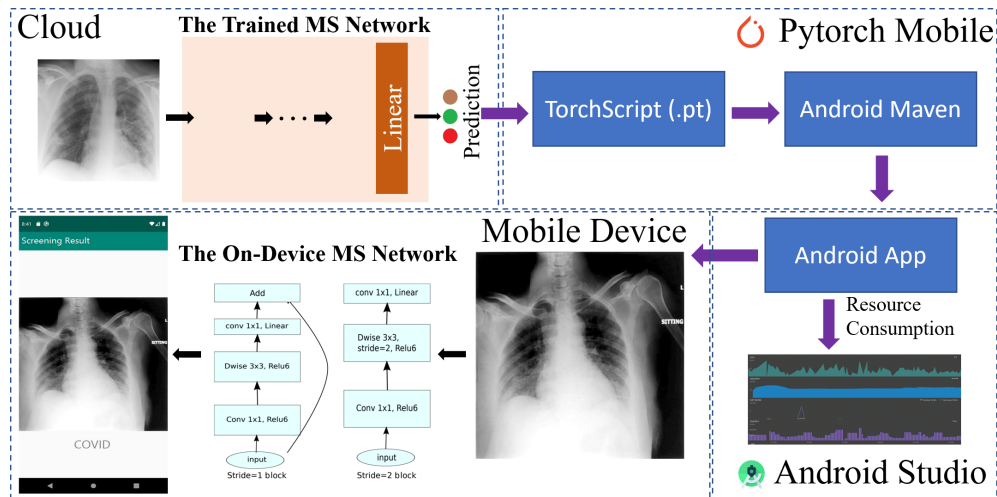 Cloud
The Trained MS Network
Linear
Prediction
Pytorch Mobile
TorchScript (.pt)
Android Maven
8:41
Screening Result
COVID
The On-Device MS Network
Add
conv 1x1, Linear
Dwise 3x3, Relu6
Conv 1x1, Relu6
input
Stride=1 block
conv 1x1, Linear
Dwise 3x3,
stride=2, Relu6
Conv 1x1, Relu6
input
Stride=2 block
Mobile Device
SITTING
Android App
Resource
Consumption
Android Studio